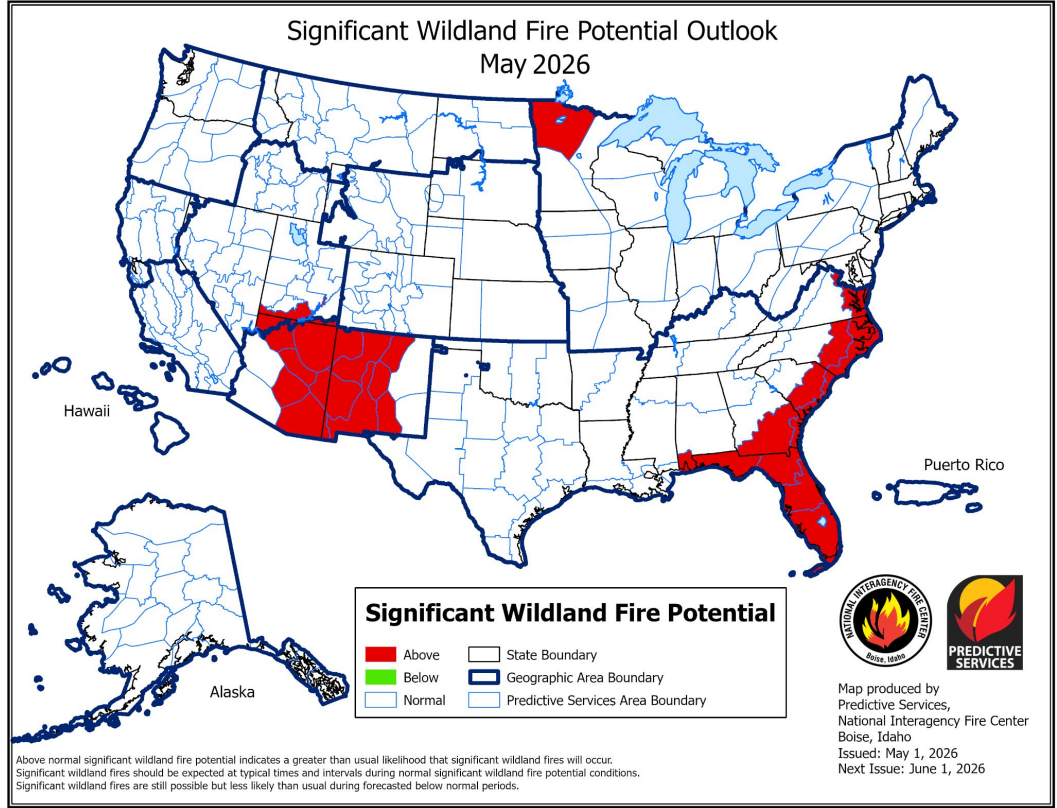 Significant Wildland Fire Potential Outlook
May 2026
Hawaii
Puerto Rico
Alaska
Significant Wildland Fire Potential
Above
Below
Normal
State Boundary
Geographic Area Boundary
Predictive Services Area Boundary
NATIONAL INTERAGENCY FIRE CENTER
Boise, Idaho
PREDICTIVE
SERVICES
Map produced by
Predictive Services,
National Interagency Fire Center
Boise, Idaho
Issued: May 1, 2026
Next Issue: June 1, 2026
Above normal significant wildland fire potential indicates a greater than usual likelihood that significant wildland fires will occur.
Significant wildland fires should be expected at typical times and intervals during normal significant wildland fire potential conditions.
Significant wildland fires are still possible but less likely than usual during forecasted below normal periods.